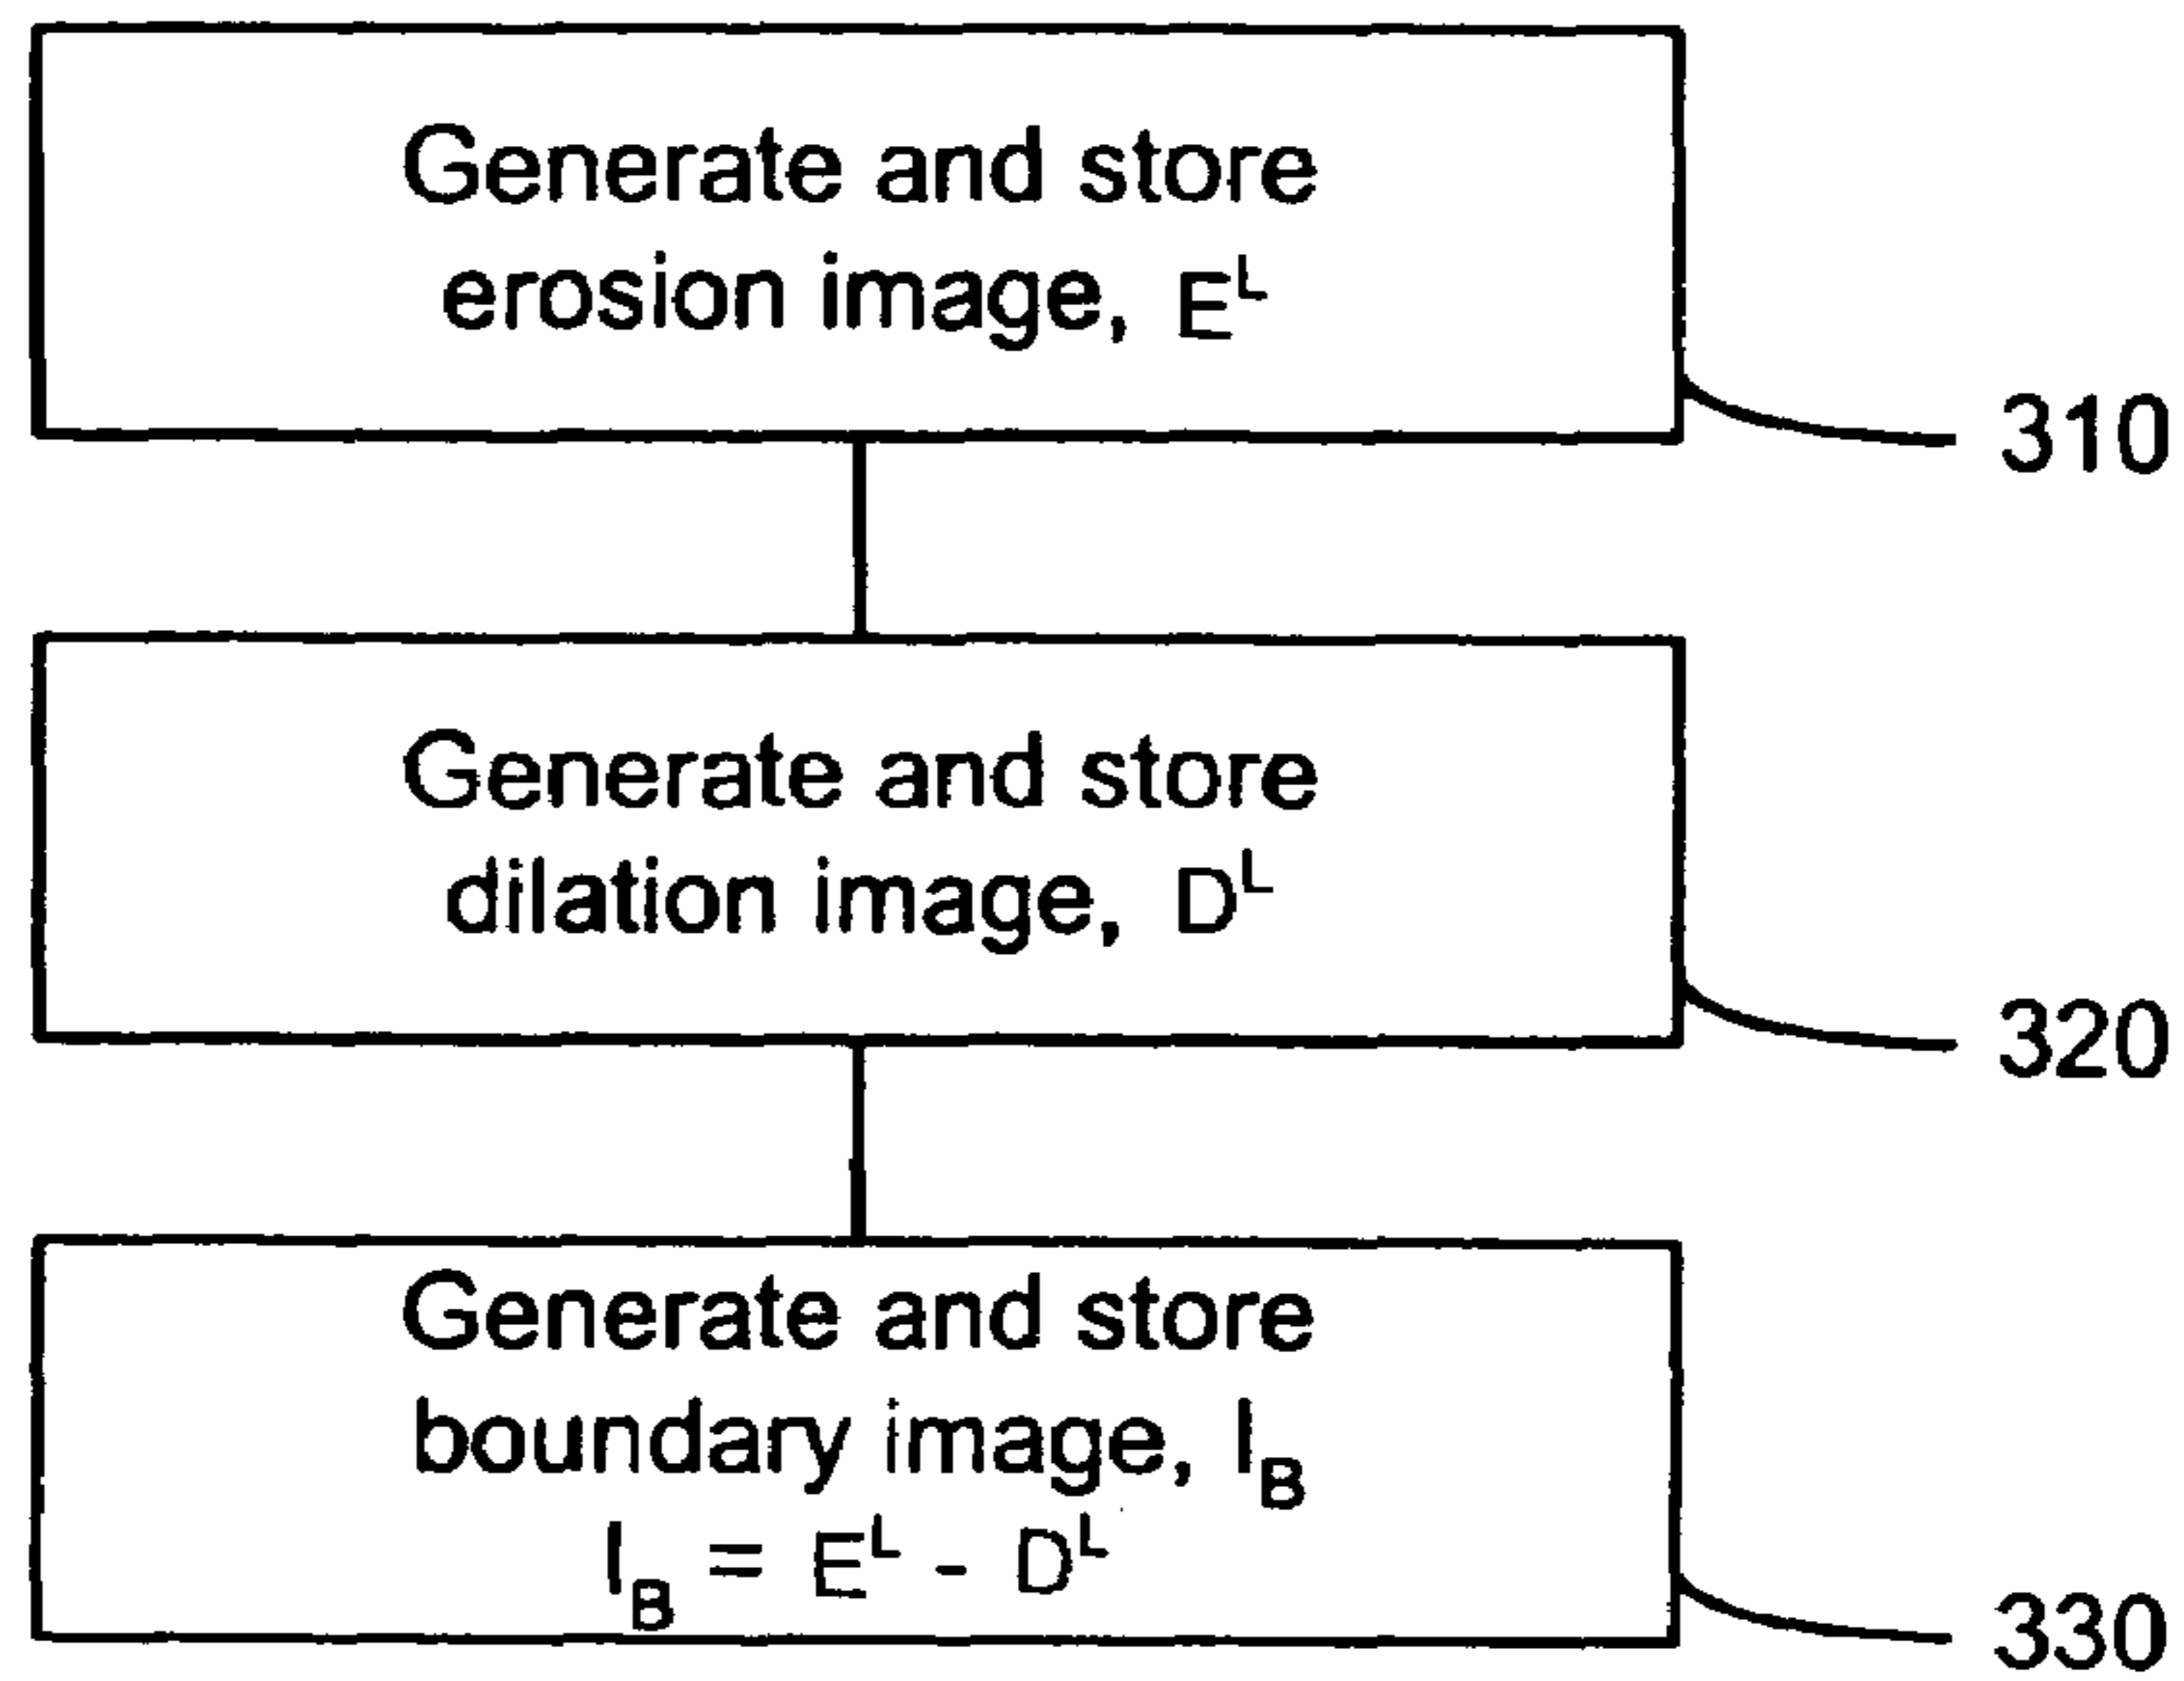 Generate and store
erosion image, E^L
310
Generate and store
dilation image, D^L
320
Generate and store
boundary image, I_B
I_B = E^L - D^L
330